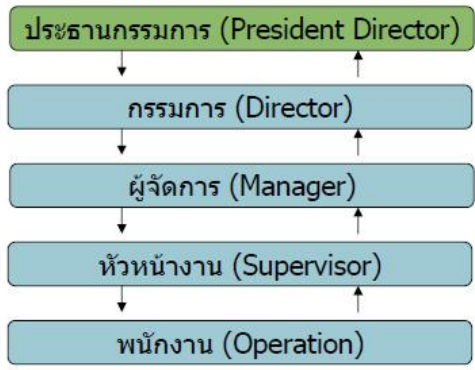 ประธานกรรมการ (President Director)
กรรมการ (Director)
ผู้จัดการ (Manager)
หัวหน้างาน (Supervisor)
พนักงาน (Operation)